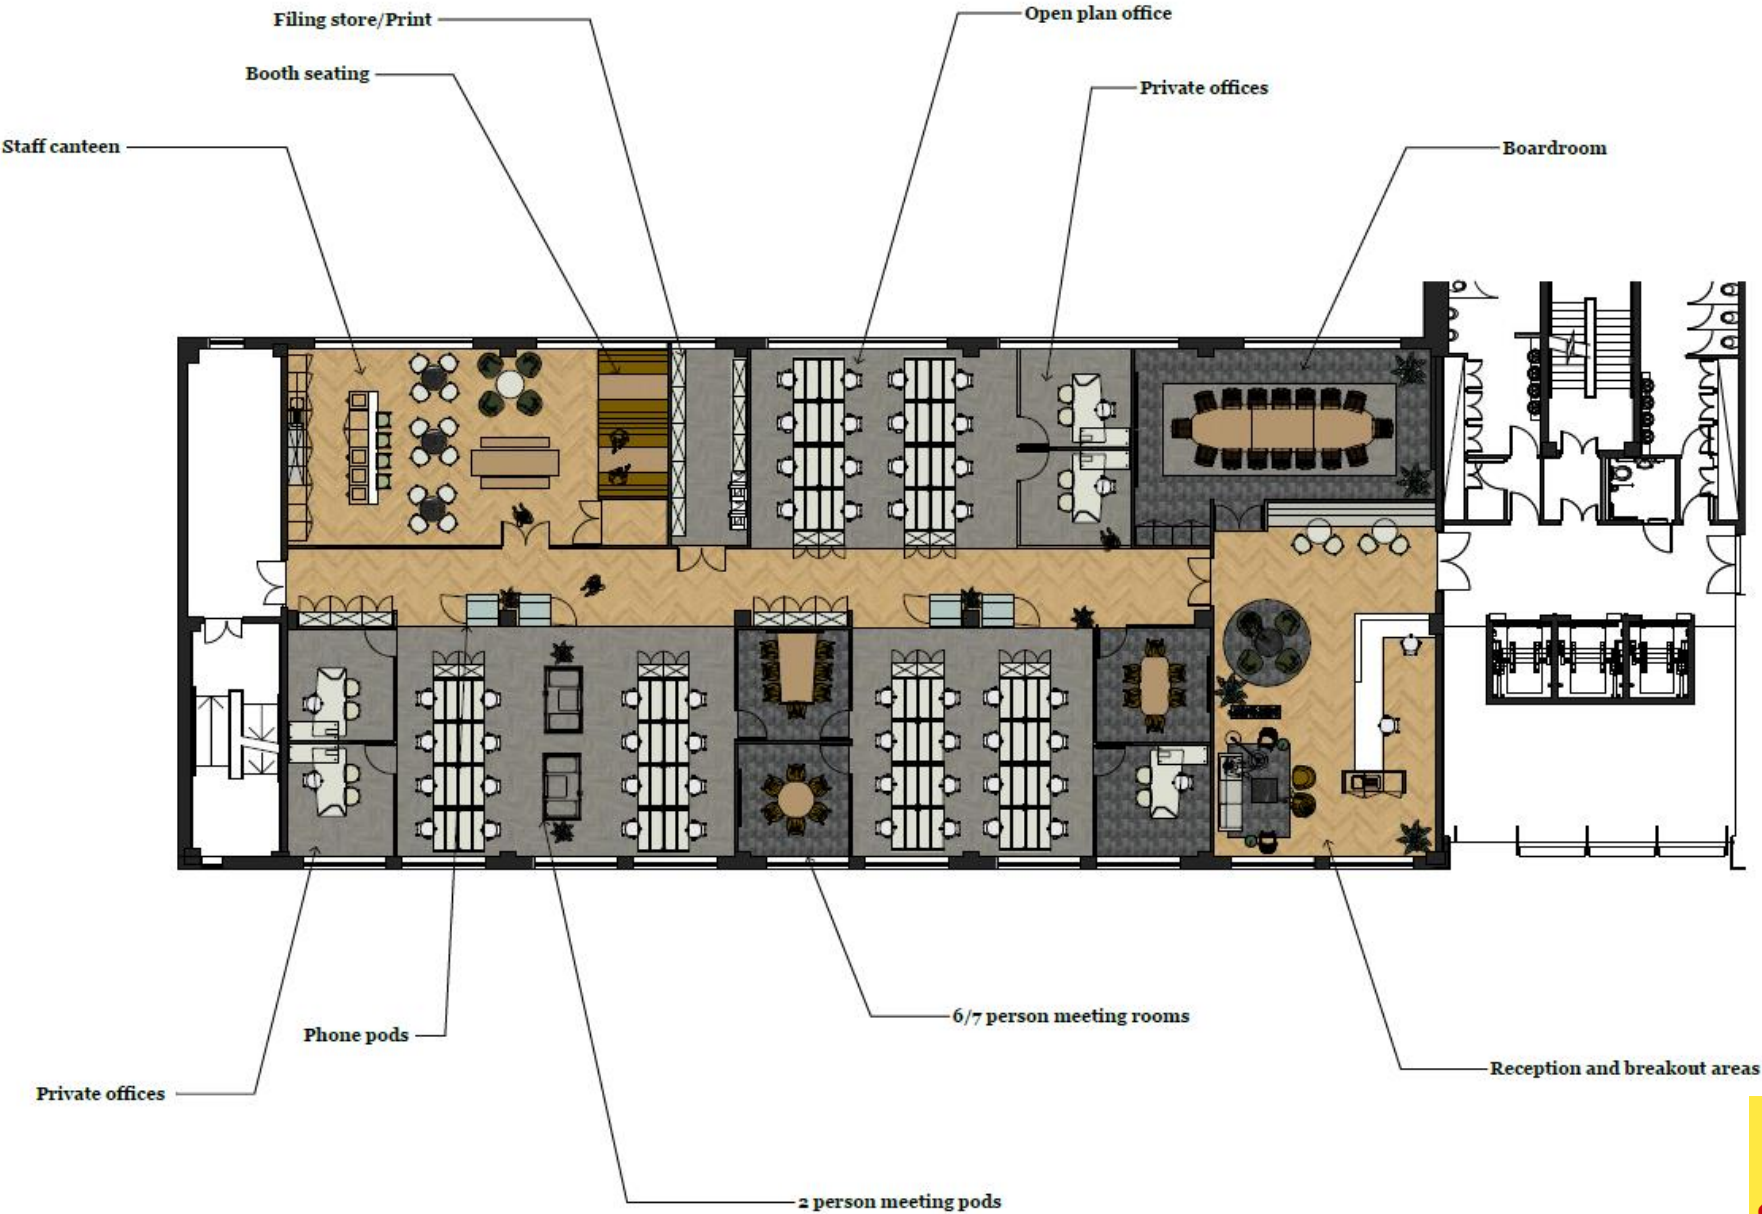 Filing store/Print
Open plan office
Booth seating
Private offices
Staff canteen
Boardroom
6/7 person meeting rooms
Phone pods
Reception and breakout areas
Private offices
2 person meeting pods